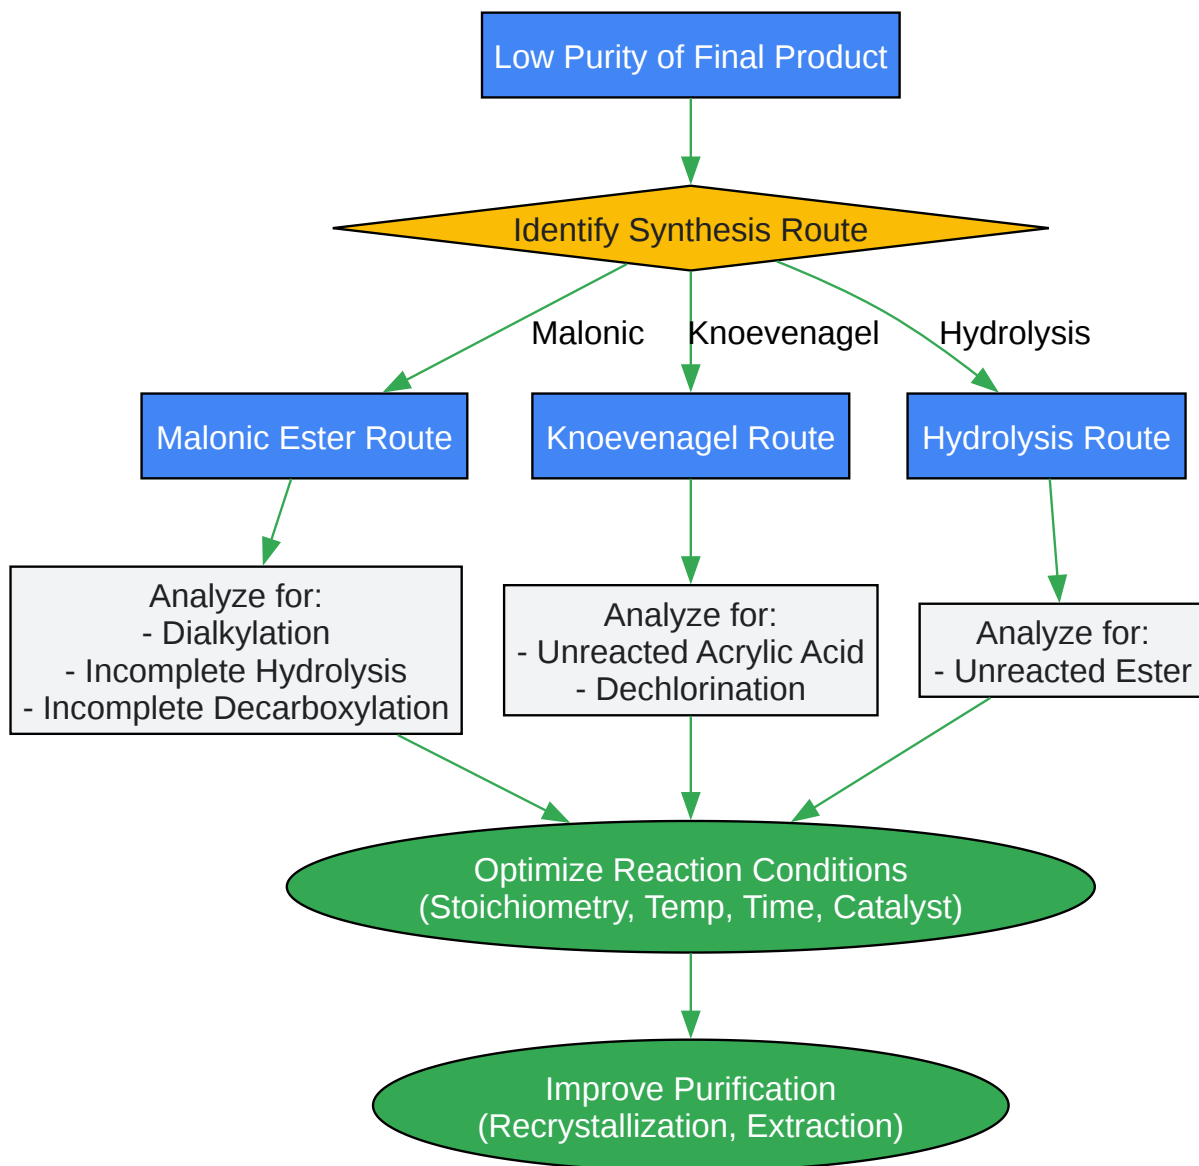 Low Purity of Final Product
Identify Synthesis Route
Malonic
Knoevenagel
Hydrolysis
Malonic Ester Route
Knoevenagel Route
Hydrolysis Route
Analyze for:
- Dialkylation
- Incomplete Hydrolysis
- Incomplete Decarboxylation
Analyze for:
- Unreacted Acrylic Acid
- Dechlorination
Analyze for:
- Unreacted Ester
Optimize Reaction Conditions
(Stoichiometry, Temp, Time, Catalyst)
Improve Purification
(Recrystallization, Extraction)